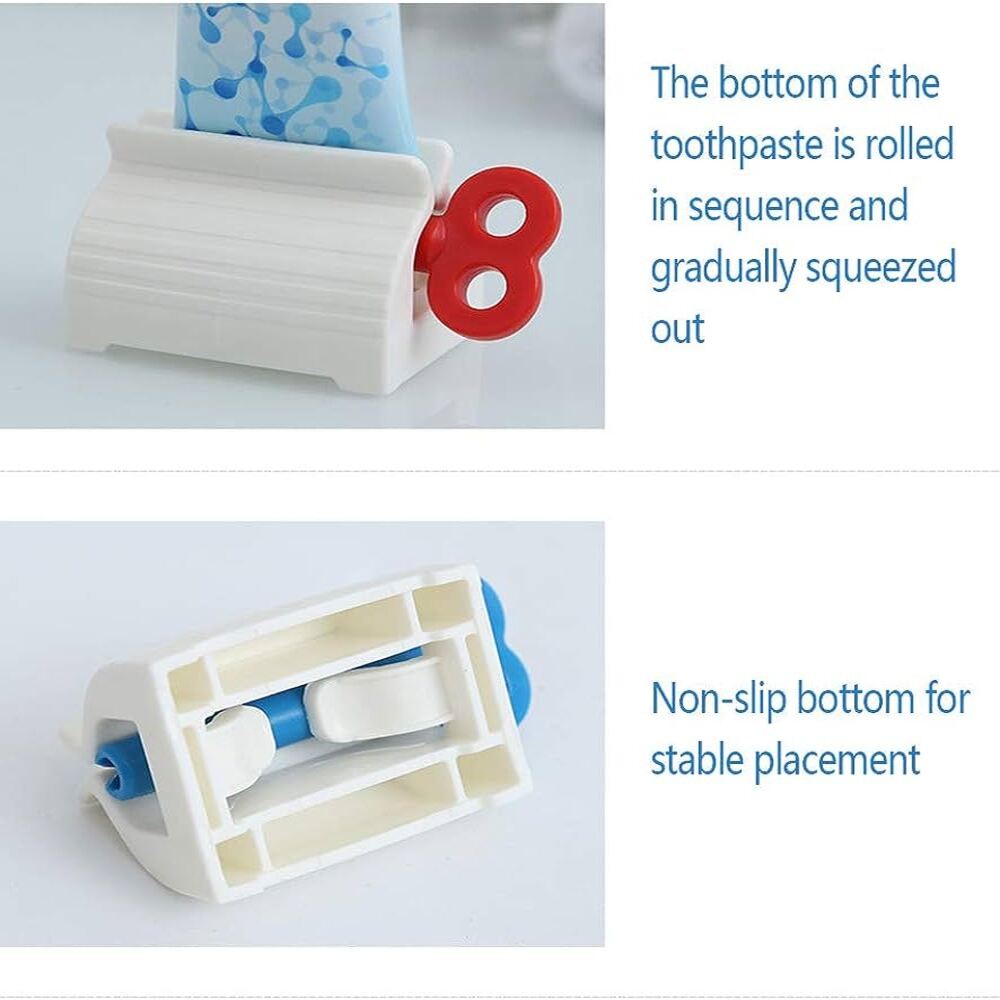 The bottom of the
toothpaste is rolled
in sequence and
gradually squeezed
out
Non-slip bottom for
stable placement